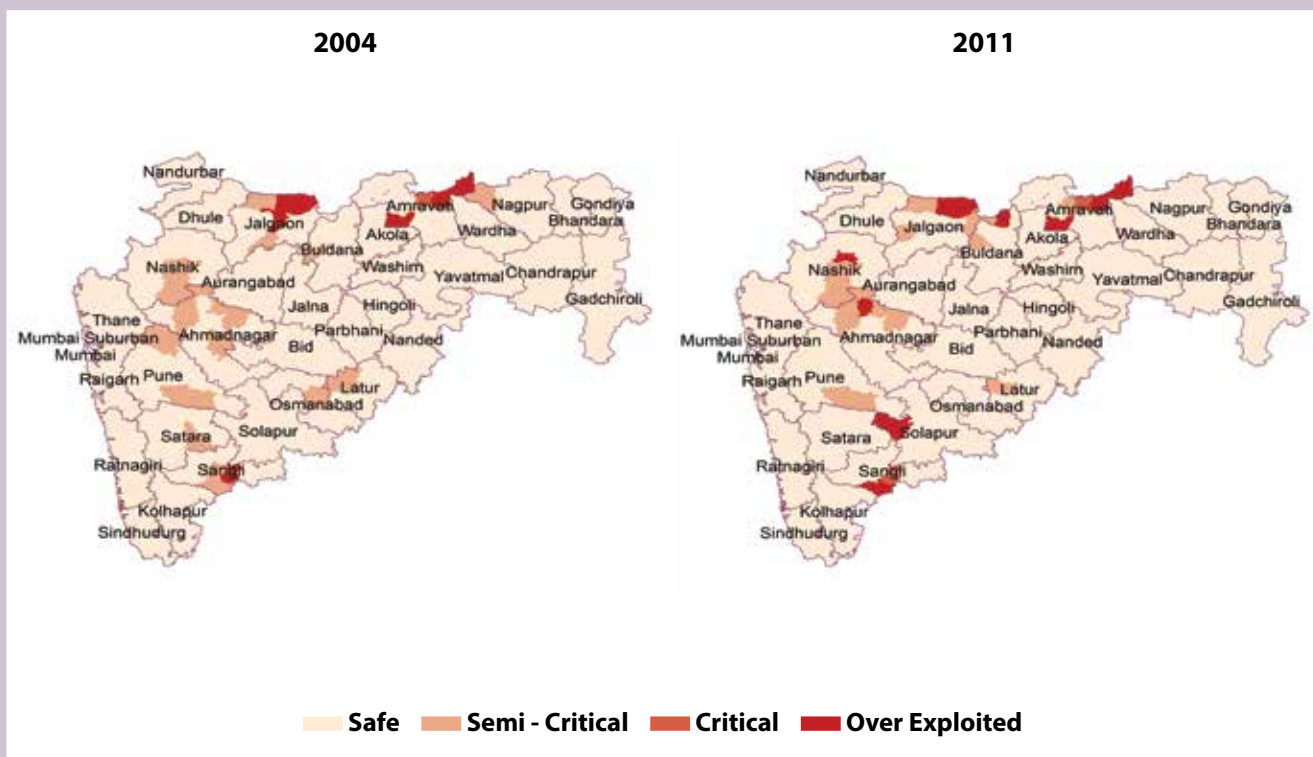 2004
2011
Nandurbar
Dhule
Jalgaon
Amravati
Nagpur
Gondiya
Bhandara
Akola
Wardha
Buldana
Nashik
Washim
Aurangabad
Yavatmal
Chandrapur
Jalna
Hingoli
Gadchiroli
Thane
Parbhani
Nanded
Mumbai Suburban
Ahmadnagar
Mumbai
Bid
Raigarh
Pune
Latur
Osmanabad
Satara
Solapur
Ratnagiri
Sangli
Kolhapur
Sindhudurg
Nandurbar
Dhule
Jalgaon
Amravati
Nagpur
Gondiya
Bhandara
Akola
Wardha
Buldana
Nashik
Washim
Aurangabad
Yavatmal
Chandrapur
Jalna
Hingoli
Gadchiroli
Thane
Parbhani
Nanded
Mumbai Suburban
Ahmadnagar
Mumbai
Bid
Raigarh
Pune
Latur
Osmanabad
Satara
Solapur
Ratnagiri
Sangli
Kolhapur
Sindhudurg
Safe
Semi - Critical
Critical
Over Exploited